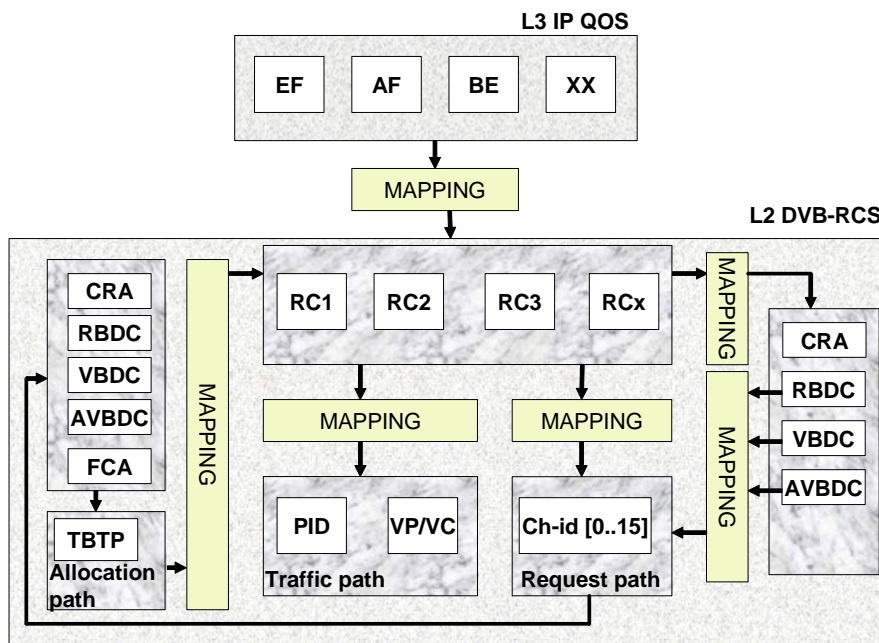 L3 IP QOS
EF
AF
BE
XX
MAPPING
L2 DVB-RCS
CRA
RBDC
VBDC
AVBDC
FCA
TBTP
Allocation
path
MAPPING
RC1
RC2
RC3
RCx
MAPPING
MAPPING
PID
VP/VC
Traffic path
Ch-id [0..15]
Request path
MAPPING
MAPPING
CRA
RBDC
VBDC
AVBDC